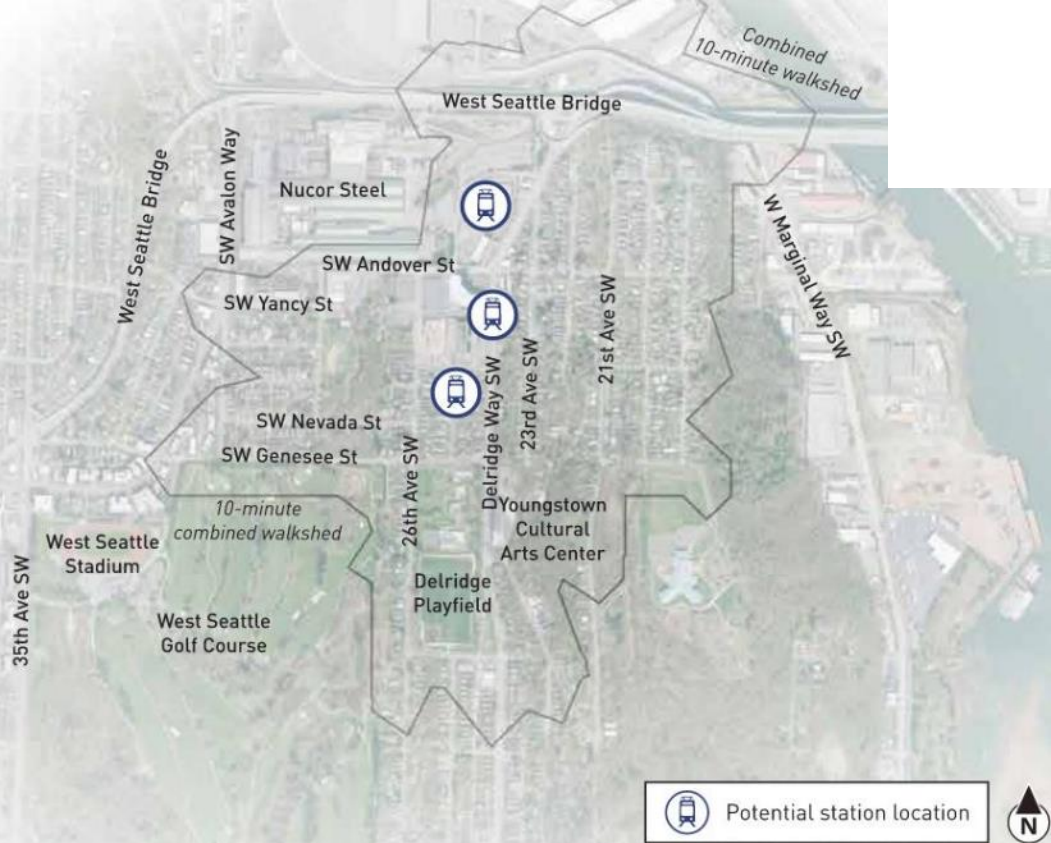 Combined
10-minute walkshed
West Seattle Bridge
West Seattle Bridge
SW Avalon Way
Nucor Steel
W Marginal Way SW
SW Andover St
SW Yancy St
21st Ave SW
23rd Ave SW
Delridge Way SW
SW Nevada St
26th Ave SW
SW Genesee St
10-minute
combined walkshed
Youngstown
Cultural
Arts Center
West Seattle
Stadium
35th Ave SW
Delridge
Playfield
West Seattle
Golf Course
Potential station location
N